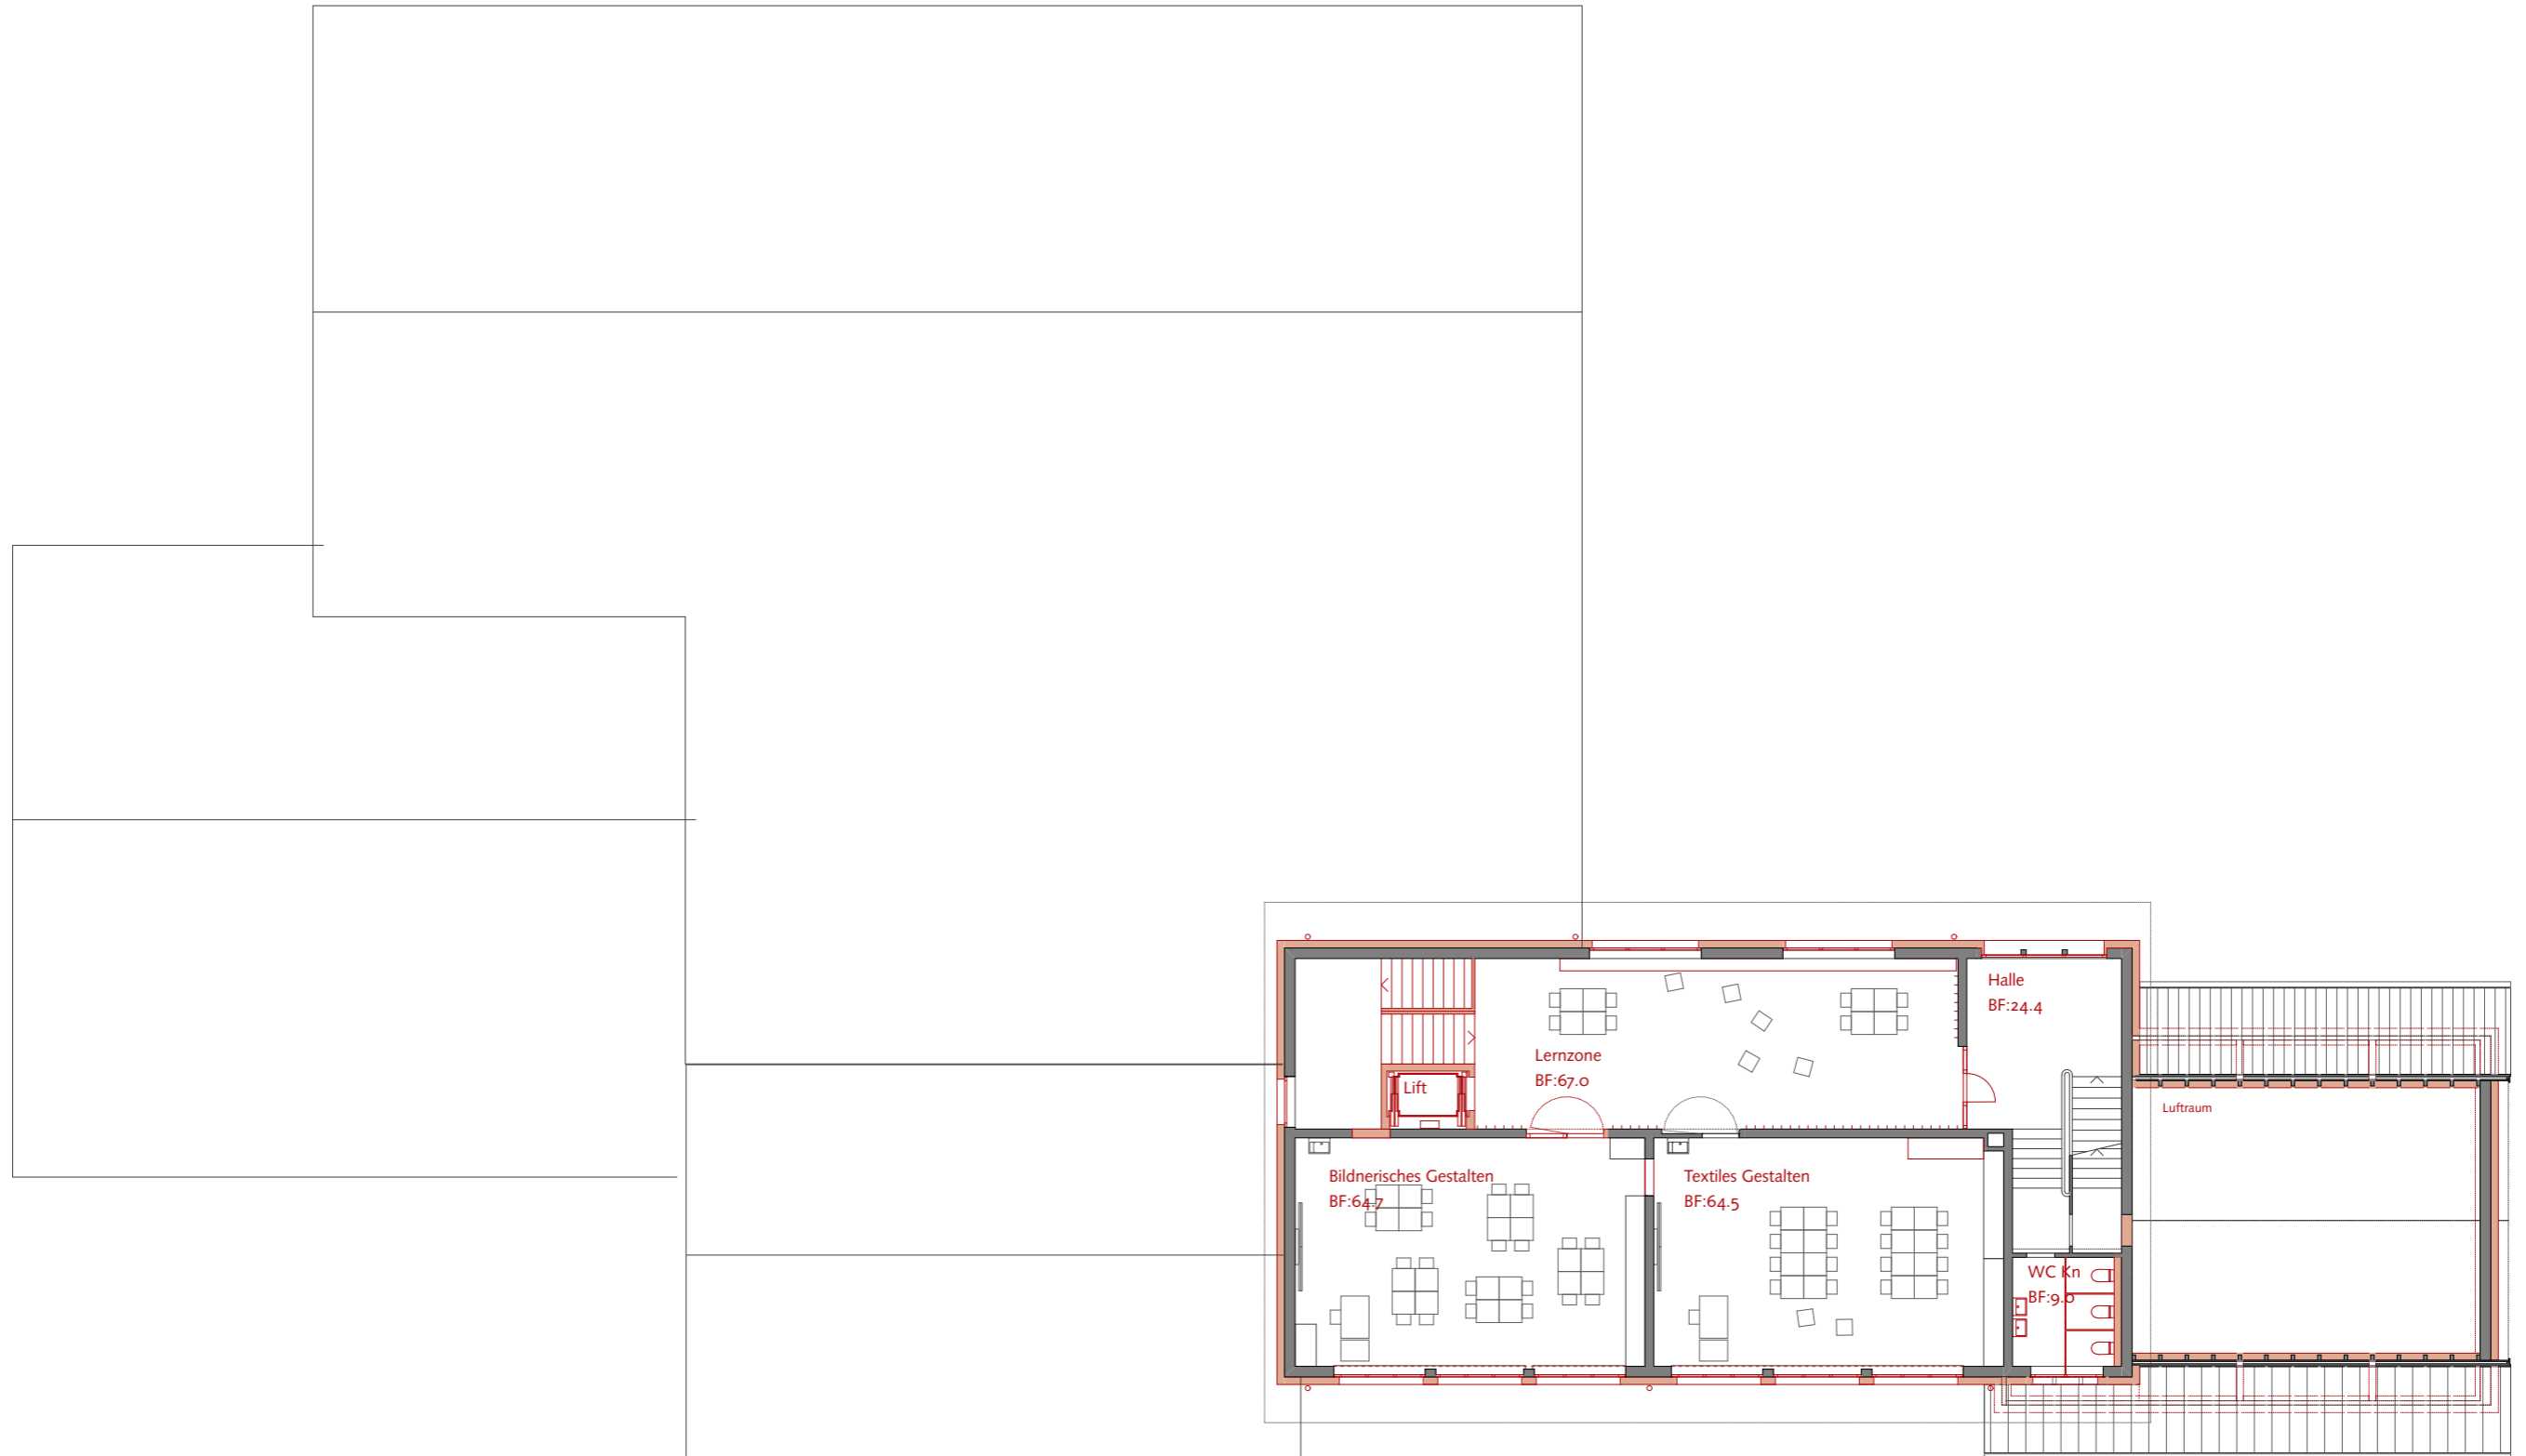 Halle
BF:24.4
Lernzone
BF:67.0
Lift
Luftraum
Bildnerisches Gestalten
BF:64.7
Textiles Gestalten
BF:64.5
WC Kn
BF:9.0